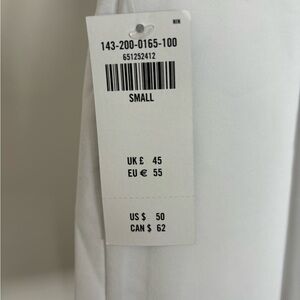 143-200-0165-100
651252412
SMALL
UK £ 45
EU € 55
US $ 50
CAN $ 62